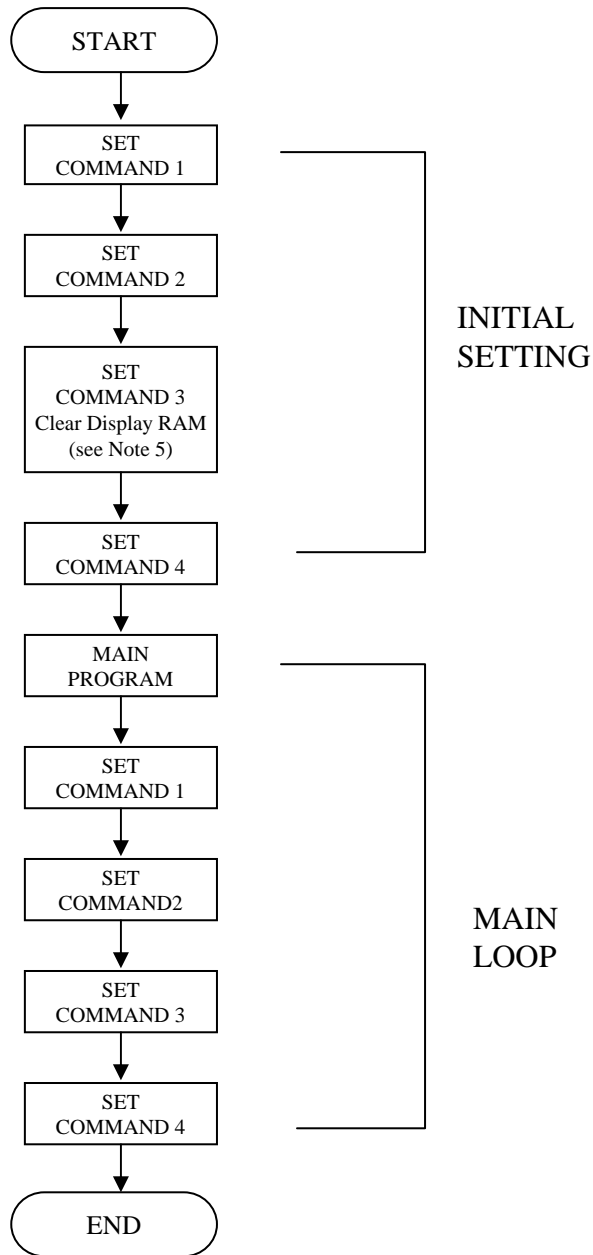 START
SET
COMMAND 1
SET
COMMAND 2
SET
COMMAND 3
Clear Display RAM
(see Note 5)
SET
COMMAND 4
INITIAL
SETTING
MAIN
PROGRAM
SET
COMMAND 1
SET
COMMAND2
SET
COMMAND 3
SET
COMMAND 4
MAIN
LOOP
END